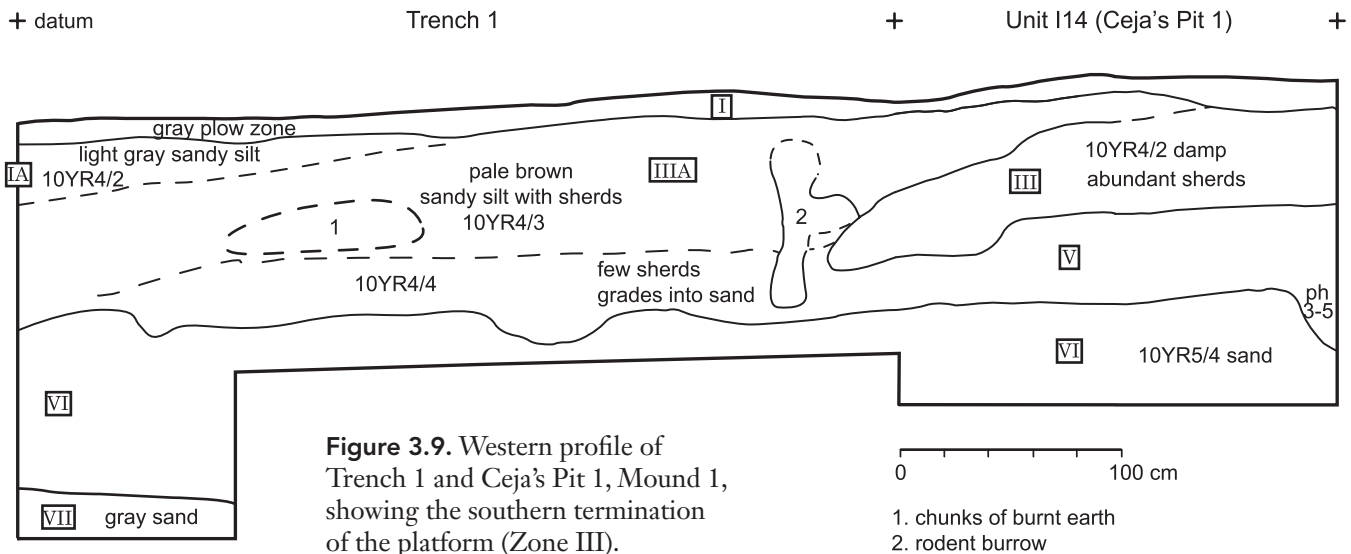 + datum
Trench 1
+
Unit I14 (Ceja's Pit 1)
+
I
gray plow zone
light gray sandy silt
IA
10YR4/2
pale brown
sandy silt with sherds
10YR4/3
IIIA
10YR4/2 damp
abundant sherds
III
1
2
V
10YR4/4
few sherds
grades into sand
ph
3-5
VI
10YR5/4 sand
VI
VII
gray sand
Figure 3.9. Western profile of
Trench 1 and Ceja's Pit 1, Mound 1,
showing the southern termination
of the platform (Zone III).
0
100 cm
1. chunks of burnt earth
2. rodent burrow